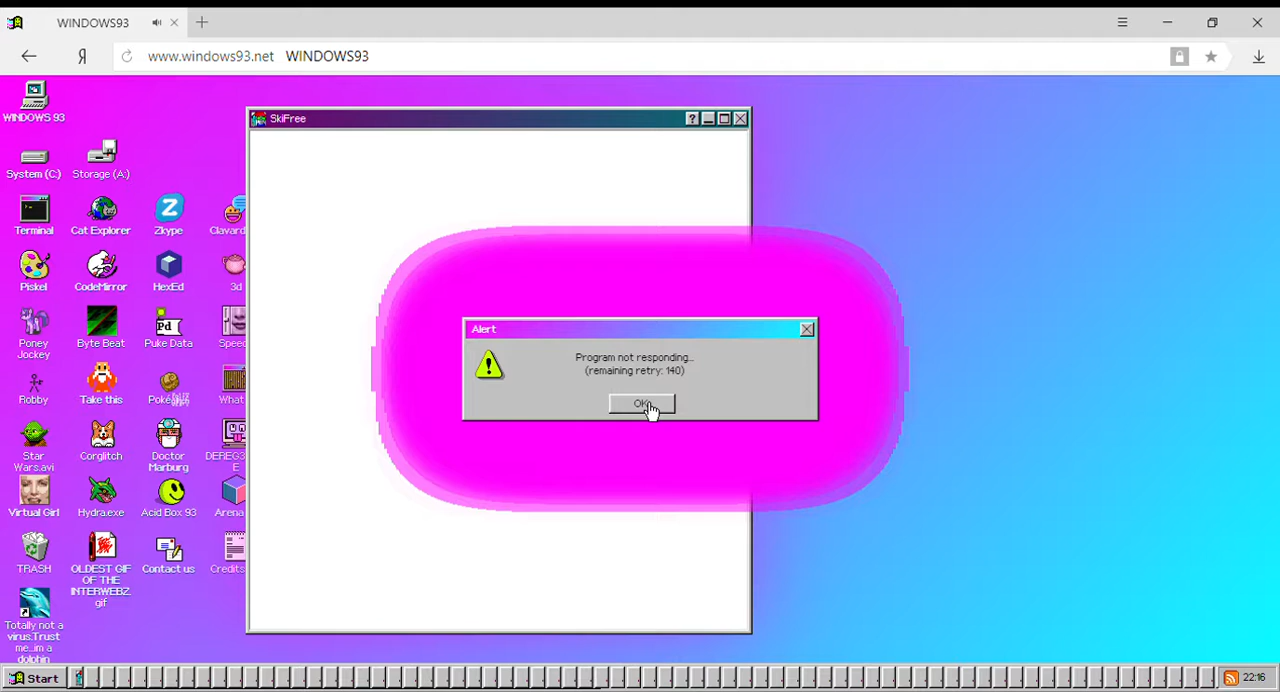 WINDOWS93
www.windows93.net WINDOWS93
WINDOWS 93
SkiFree
System (C:)
Storage (A:)
Terminal
Cat Explorer
Zkype
Piskel
CodeMirror
HexEd
3d
Poney
Jockey
Byte Beat
Puke Data
Robby
Take this
What
Star
Wars.avi
Corglitch
Doctor
Marburg
Virtual Girl
Hydra.exe
Acid Box 93
Arena
TRASH
OLDEST GIF
OF THE
INTERWEBZ.
gif
Contact us
Credits
Totally not a
virus.Trust
me...im a
dolphin
Alert
Program not responding...
(remaining retry: 140)
OK
Start
22:16